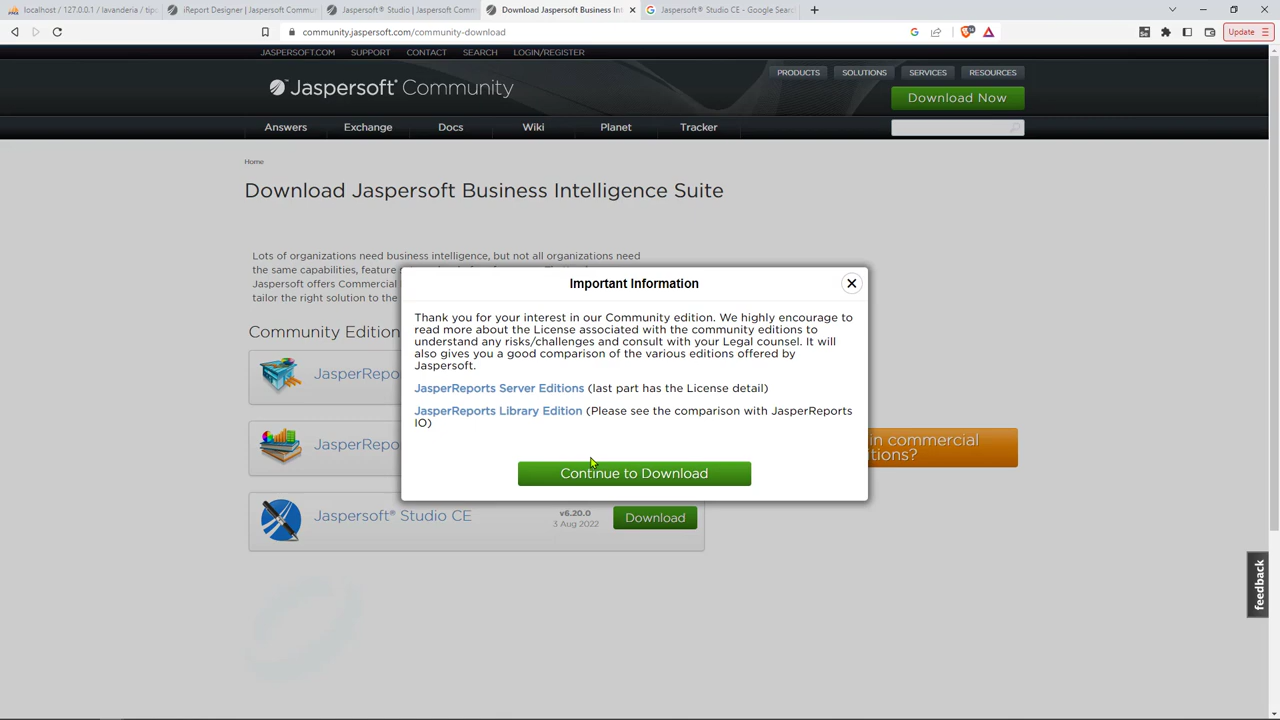 localhost / 127.0.0.1 / lavanderia / tip
iReport Designer | Jaspersoft Commun
Jaspersoft® Studio | Jaspersoft Comm
Download Jaspersoft Business Int
Jaspersoft® Studio CE - Google Searc
community.jaspersoft.com/community-download
Update
JASPERSOFT.COM SUPPORT CONTACT SEARCH LOGIN/REGISTER
PRODUCTS SOLUTIONS SERVICES RESOURCES
Jaspersoft® Community
Download Now
Answers Exchange Docs Wiki Planet Tracker
Home
Download Jaspersoft Business Intelligence Suite
Lots of organizations need business intelligence, but not all organizations need
the same capabilities, feature
Jaspersoft offers Commercial
tailor the right solution to the
Community Edition
JasperRepo
JasperRepo
in commercial
itions?
Jaspersoft® Studio CE
v6.20.0
3 Aug 2022
Download
Important Information
Thank you for your interest in our Community edition. We highly encourage to
read more about the License associated with the community editions to
understand any risks/challenges and consult with your Legal counsel. It will
also gives you a good comparison of the various editions offered by
Jaspersoft.
JasperReports Server Editions (last part has the License detail)
JasperReports Library Edition (Please see the comparison with JasperReports
IO)
Continue to Download
feedback